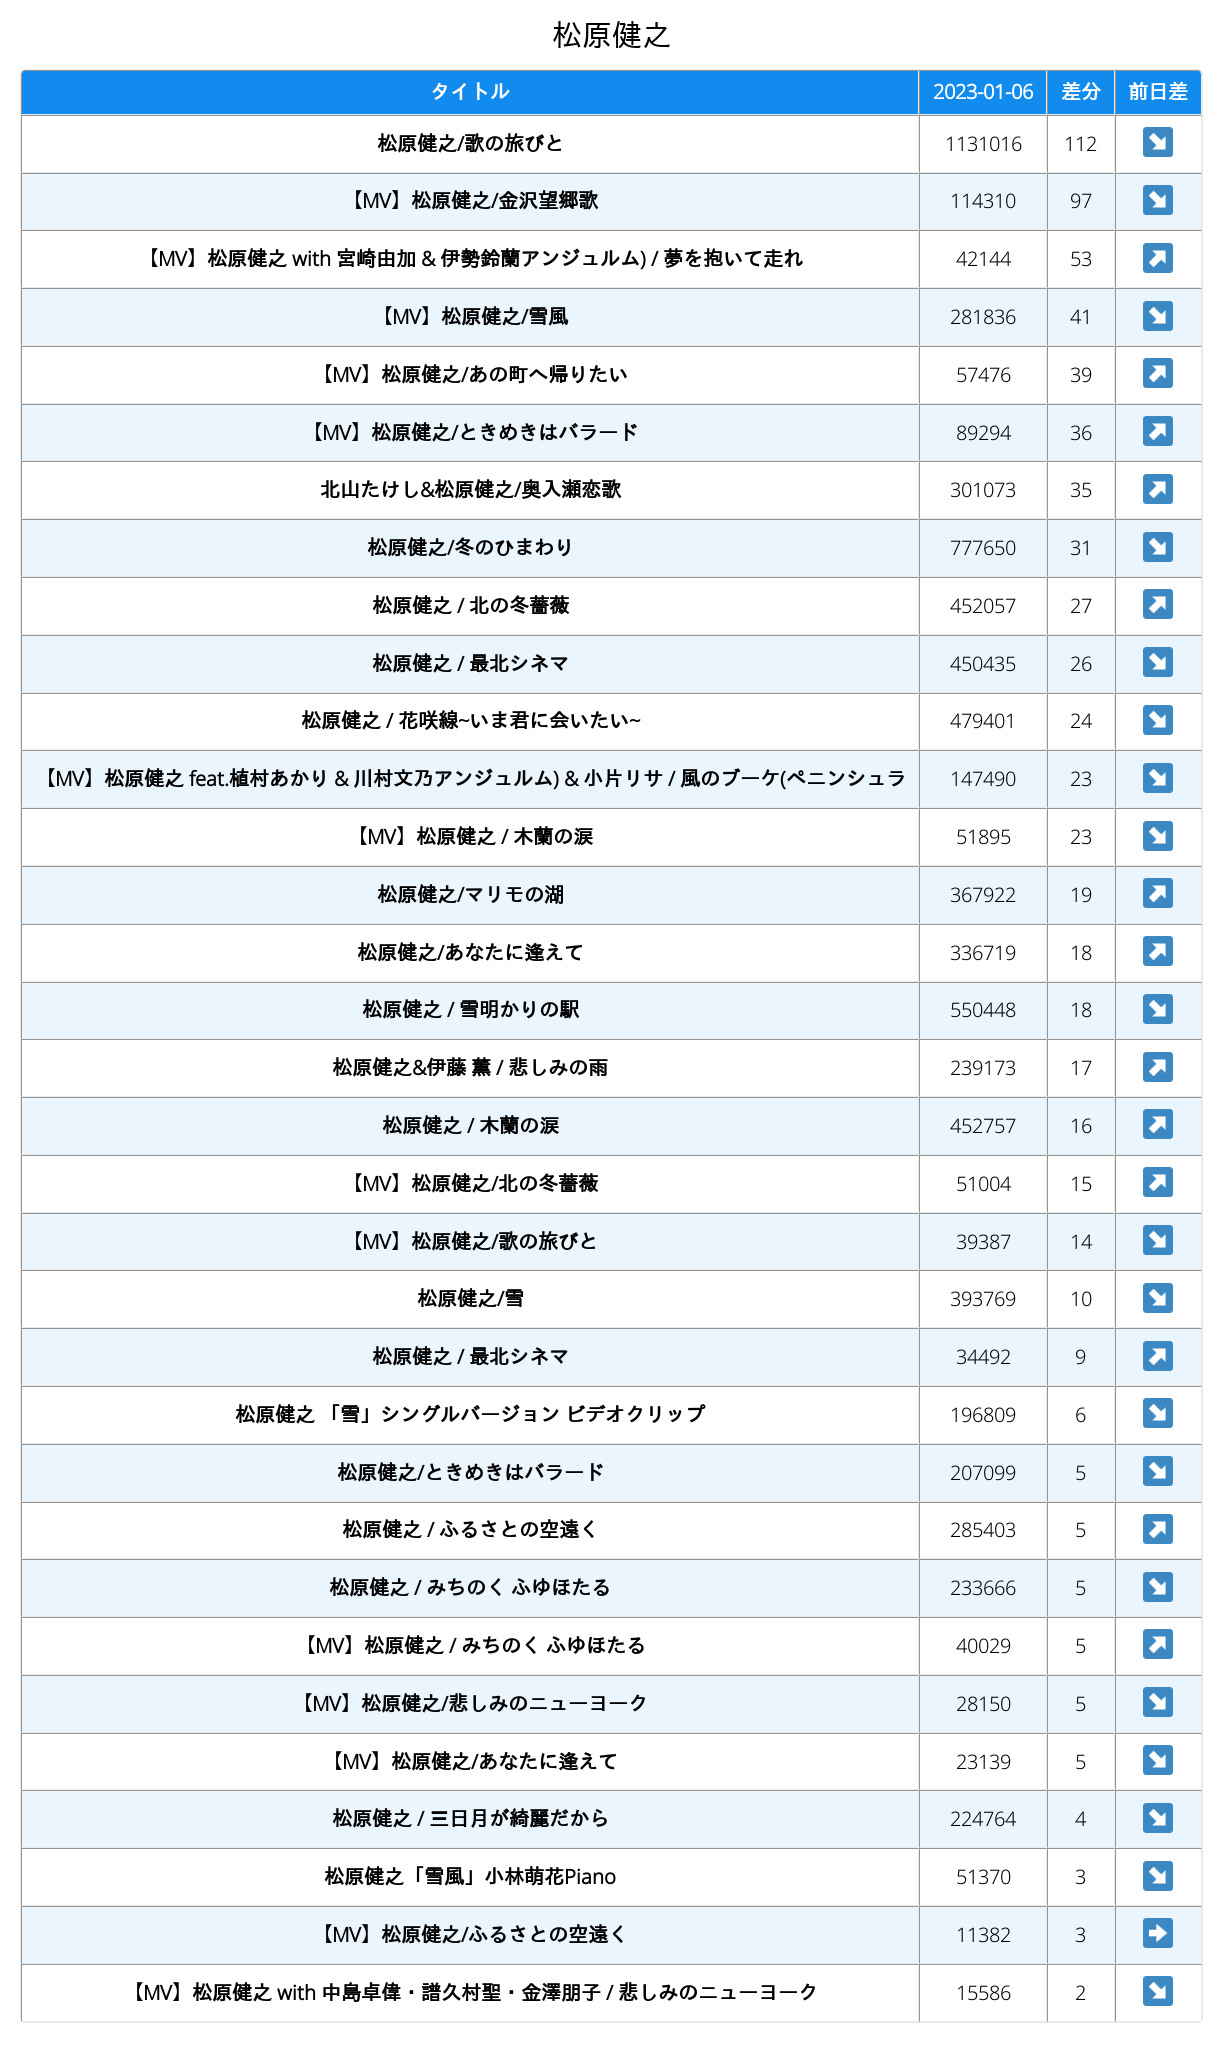 松原健之
タイトル 2023-01-06 差分 前日差
松原健之/歌の旅びと 1131016 112 ↘
【MV】松原健之/金沢望郷歌 114310 97 ↘
【MV】松原健之 with 宮崎由加 & 伊勢鈴蘭アンジュルム) / 夢を抱いて走れ 42144 53 ↗
【MV】松原健之/雪風 281836 41 ↘
【MV】松原健之/あの町へ帰りたい 57476 39 ↗
【MV】松原健之/ときめきはバラード 89294 36 ↗
北山たけし&松原健之/奥入瀬恋歌 301073 35 ↗
松原健之/冬のひまわり 777650 31 ↘
松原健之 / 北の冬薔薇 452057 27 ↗
松原健之 / 最北シネマ 450435 26 ↘
松原健之 / 花咲線~いま君に会いたい~ 479401 24 ↘
【MV】松原健之 feat.植村あかり & 川村文乃アンジュルム) & 小片リサ / 風のブーケ(ペニンシュラ 147490 23 ↘
【MV】松原健之 / 木蘭の涙 51895 23 ↘
松原健之/マリモの湖 367922 19 ↗
松原健之/あなたに逢えて 336719 18 ↗
松原健之 / 雪明かりの駅 550448 18 ↘
松原健之&伊藤 薫 / 悲しみの雨 239173 17 ↗
松原健之 / 木蘭の涙 452757 16 ↗
【MV】松原健之/北の冬薔薇 51004 15 ↗
【MV】松原健之/歌の旅びと 39387 14 ↘
松原健之/雪 393769 10 ↘
松原健之 / 最北シネマ 34492 9 ↗
松原健之 「雪」シングルバージョン ビデオクリップ 196809 6 ↘
松原健之/ときめきはバラード 207099 5 ↘
松原健之 / ふるさとの空遠く 285403 5 ↗
松原健之 / みちのく ふゆほたる 233666 5 ↘
【MV】松原健之 / みちのく ふゆほたる 40029 5 ↗
【MV】松原健之/悲しみのニューヨーク 28150 5 ↘
【MV】松原健之/あなたに逢えて 23139 5 ↘
松原健之 / 三日月が綺麗だから 224764 4 ↘
松原健之「雪風」小林萌花Piano 51370 3 ↘
【MV】松原健之/ふるさとの空遠く 11382 3 ➡
【MV】松原健之 with 中島卓偉・譜久村聖・金澤朋子 / 悲しみのニューヨーク 15586 2 ↘